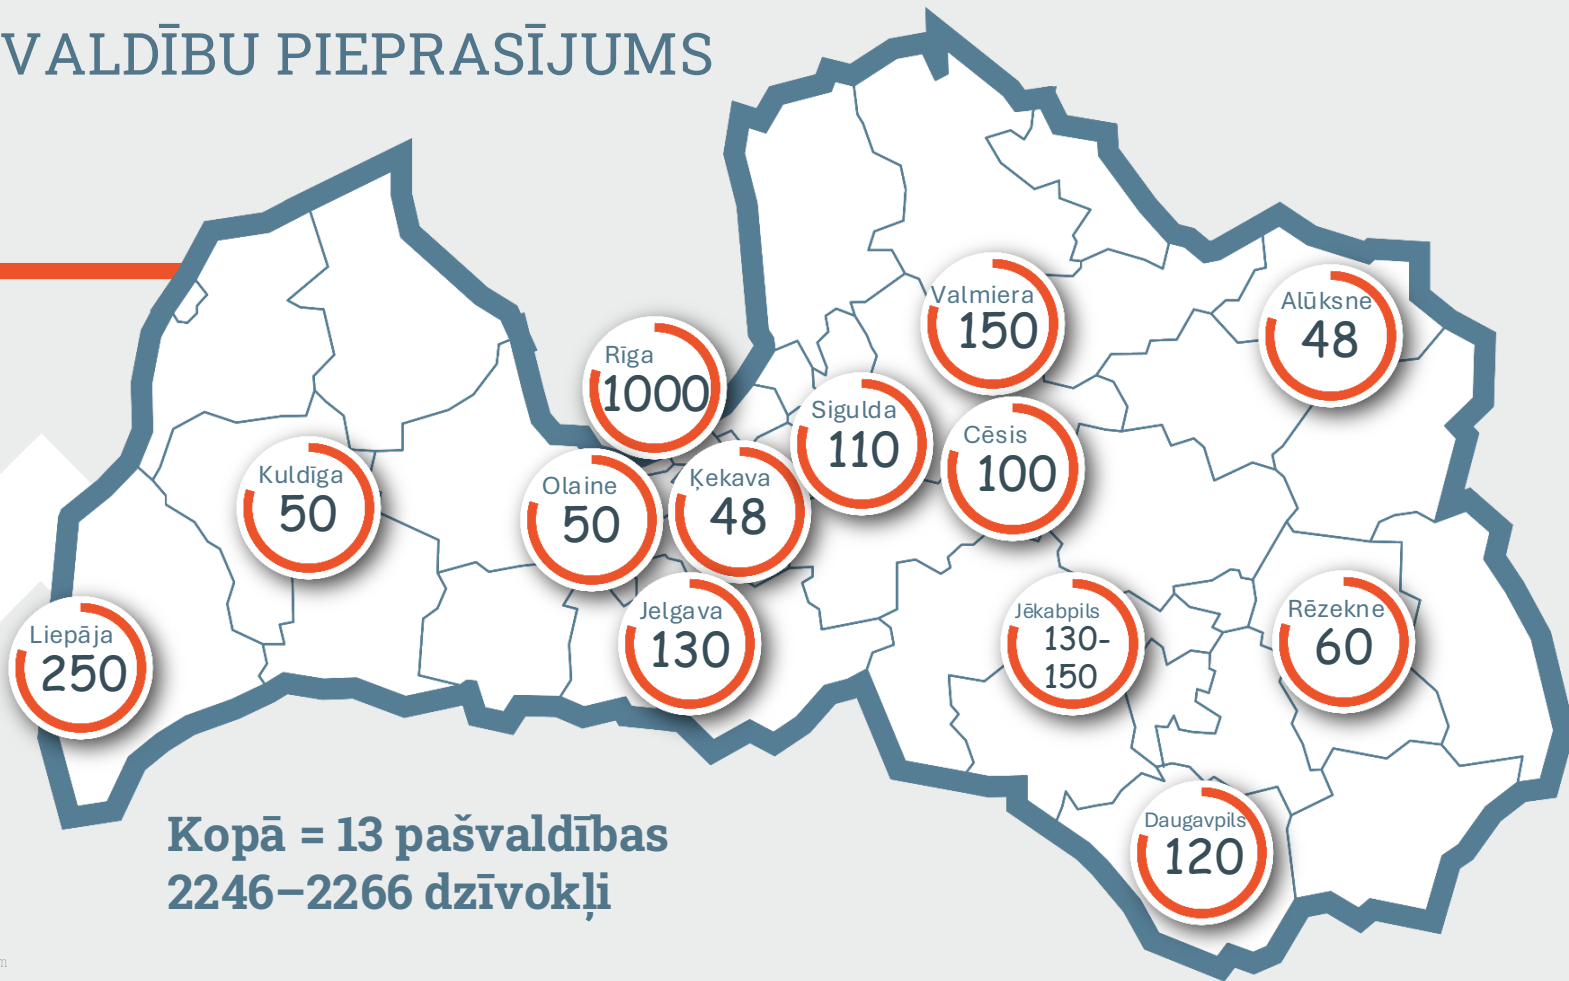 VALDĪBU PIEPRASĪJUMS
Valmiera
150
Alūksne
48
Rīga
1000
Sigulda
110
Cēsis
100
Kuldīga
50
Olaine
50
Ķekava
48
Liepāja
250
Jelgava
130
Jēkabpils
130-
150
Rēzekne
60
Daugavpils
120
Kopā = 13 pašvaldības
2246–2266 dzīvokļi